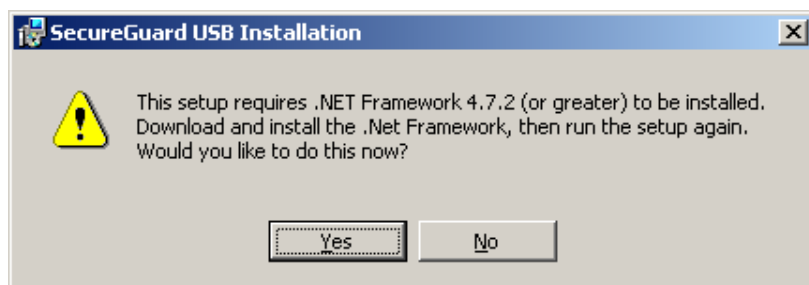 SecureGuard USB Installation
This setup requires .NET Framework 4.7.2 (or greater) to be installed.
Download and install the .Net Framework, then run the setup again.
Would you like to do this now?
Yes
No